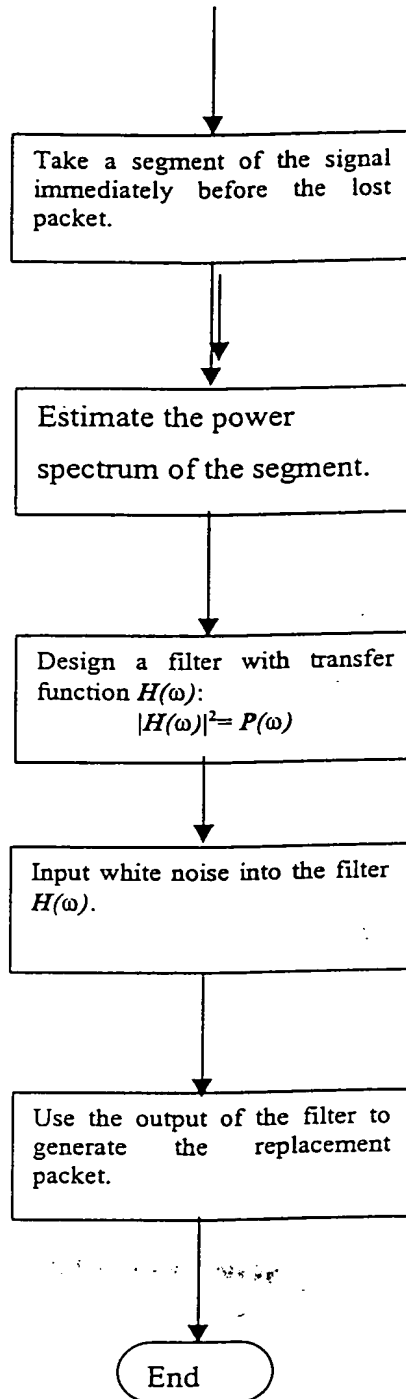 Take a segment of the signal
immediately before the lost
packet.
Estimate the power
spectrum of the segment.
Design a filter with transfer
function H(ω):
|H(ω)|²= P(ω)
Input white noise into the filter
H(ω).
Use the output of the filter to
generate the replacement
packet.
End